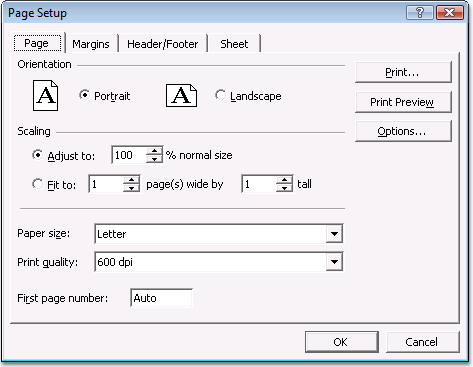 Page Setup
Page Margins Header/Footer Sheet
Orientation
A Portrait A Landscape
Print...
Print Preview
Scaling
Options...
Adjust to: 100 % normal size
Fit to: 1 page(s) wide by 1 tall
Paper size: Letter
Print quality: 600 dpi
First page number: Auto
OK Cancel